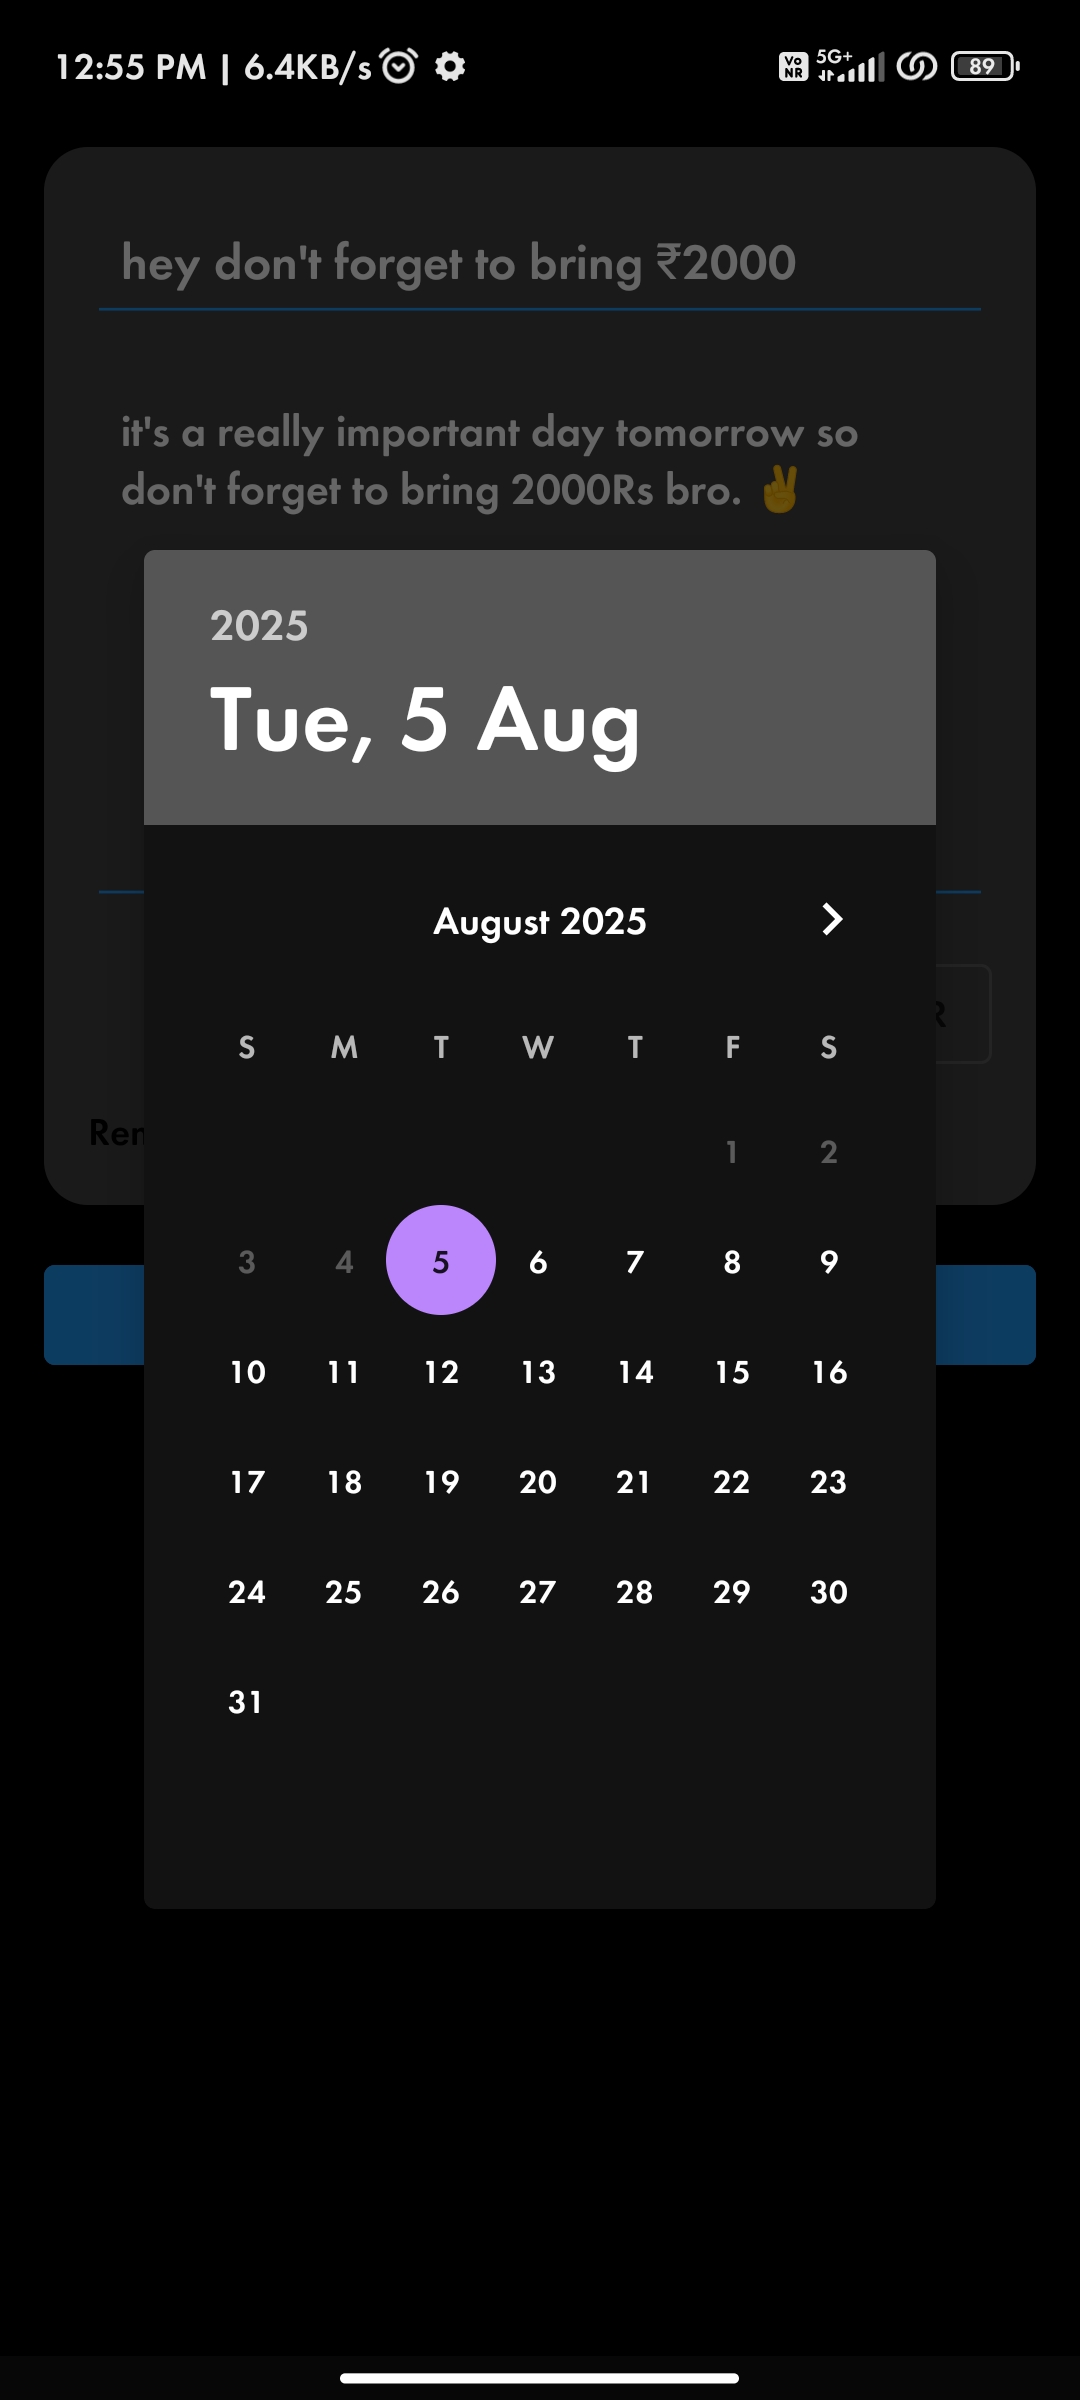 12:55 PM | 6.4KB/s
Vo
NR
5G+
89
hey don't forget to bring ₹2000
it's a really important day tomorrow so
don't forget to bring 2000Rs bro. ✌️
2025
Tue, 5 Aug
August 2025
S M T W T F S
1 2
3 4 5 6 7 8 9
10 11 12 13 14 15 16
17 18 19 20 21 22 23
24 25 26 27 28 29 30
31